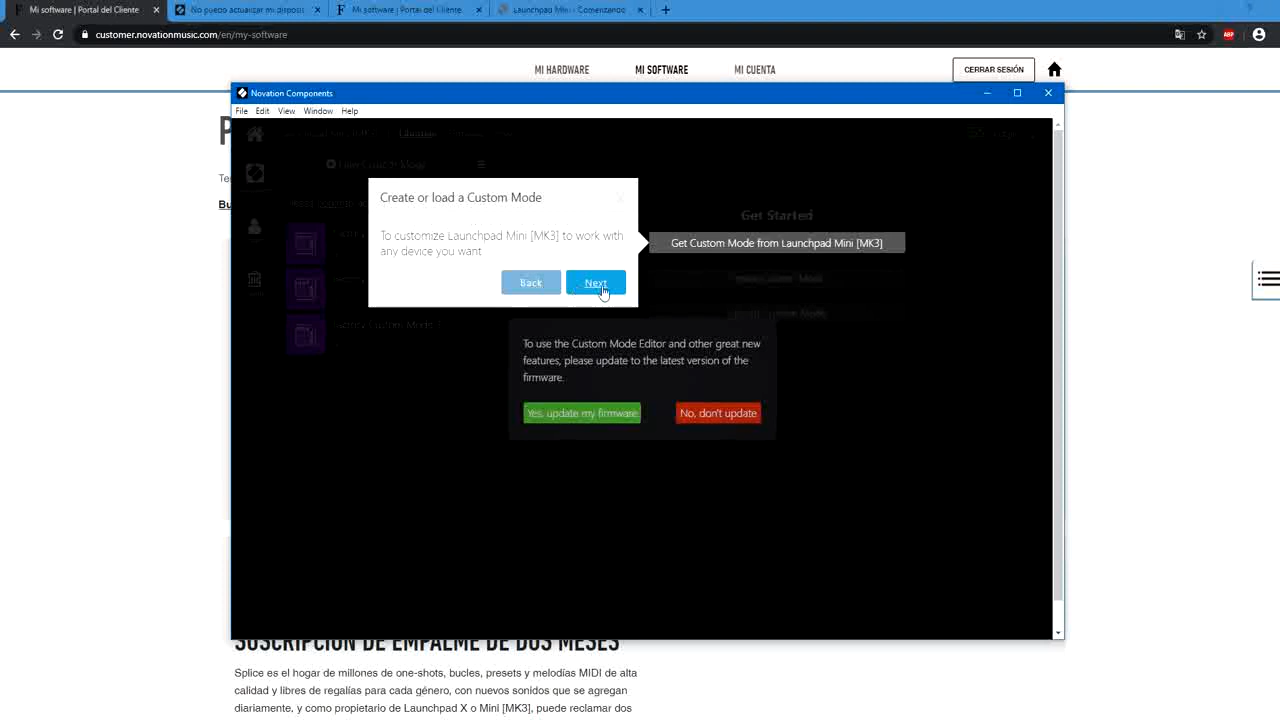 Mi software | Portal del Cliente
No puedo actualizar mi disposit
Mi software | Portal del Cliente
Launchpad Mini - Comenzando
customer.novationmusic.com/en/my-software
ABP
MI HARDWARE
MI SOFTWARE
MI CUENTA
CERRAR SESIÓN
Novation Components
File Edit View Window Help
P
Te
Bu
Create or load a Custom Mode
X
To customize Launchpad Mini [MK3] to work with
any device you want
Back
Next
Get Started
Get Custom Mode from Launchpad Mini [MK3]
To use the Custom Mode Editor and other great new
features, please update to the latest version of the
firmware.
Yes, update my firmware
No, don't update
SUSCRIPCIÓN DE EMPALME DE DOS MESES
Splice es el hogar de millones de one-shots, bucles, presets y melodías MIDI de alta
calidad y libres de regalías para cada género, con nuevos sonidos que se agregan
diariamente, y como propietario de Launchpad X o Mini [MK3], puede reclamar dos